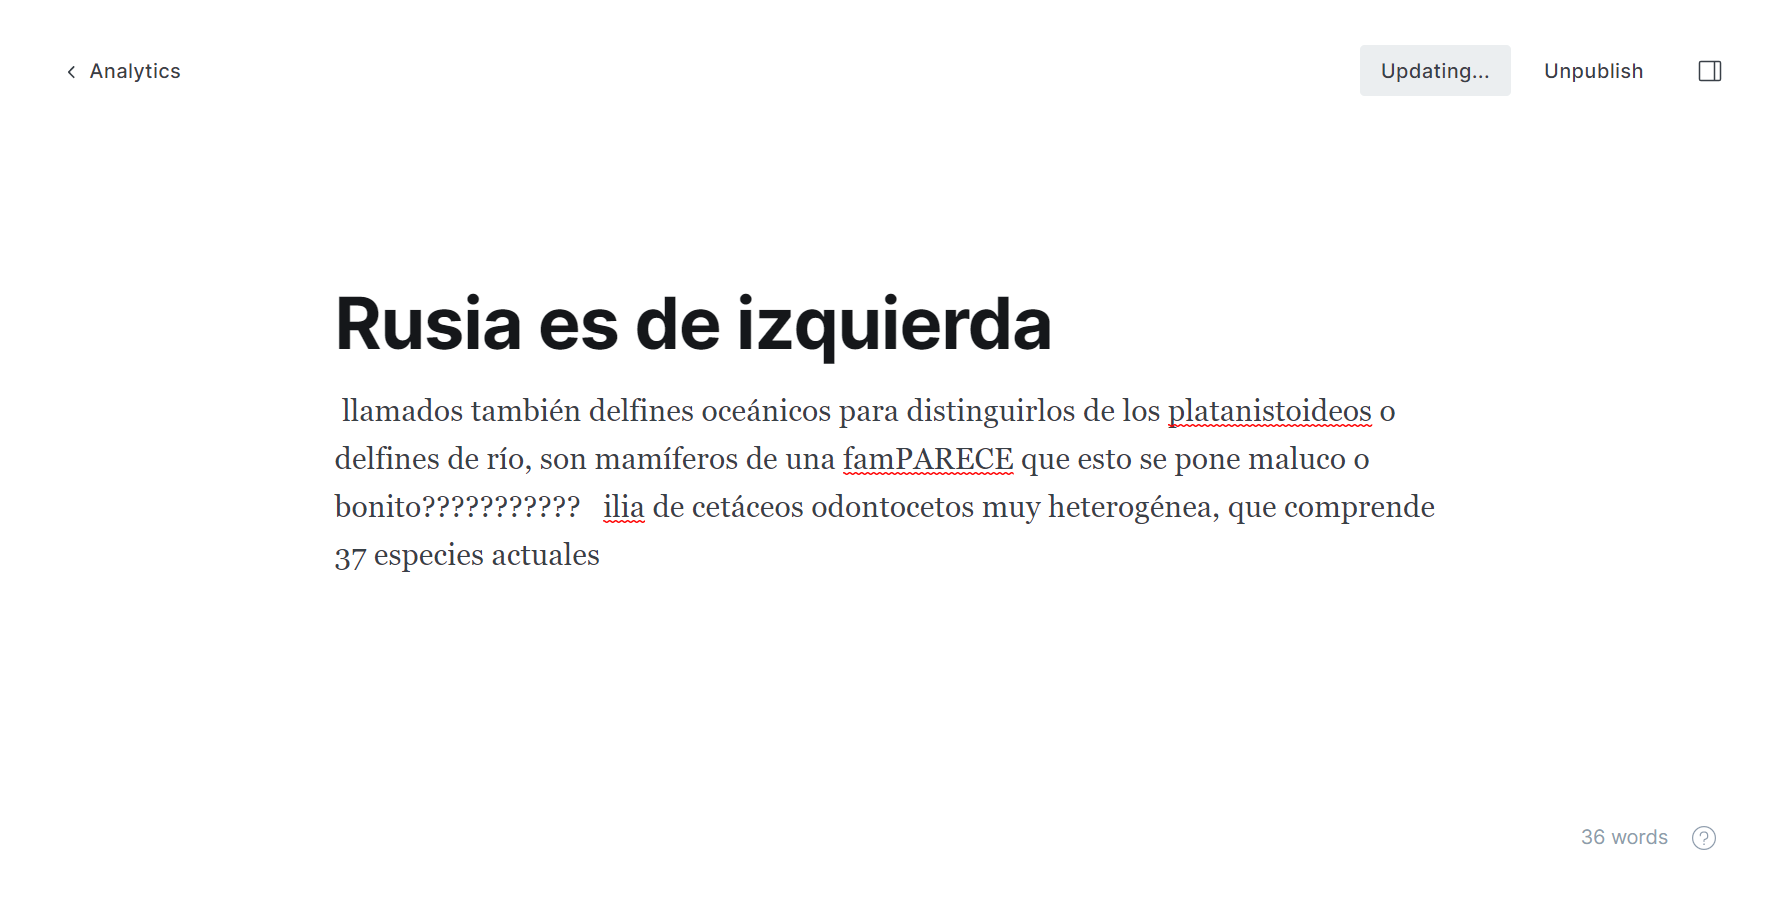 Analytics
Updating...
Unpublish
Rusia es de izquierda
llamados también delfines oceánicos para distinguirlos de los platanistoideos o
delfines de río, son mamíferos de una famPARECE que esto se pone maluco o
bonito??????????? ilia de cetáceos odontocetos muy heterogénea, que comprende
37 especies actuales
36 words
?